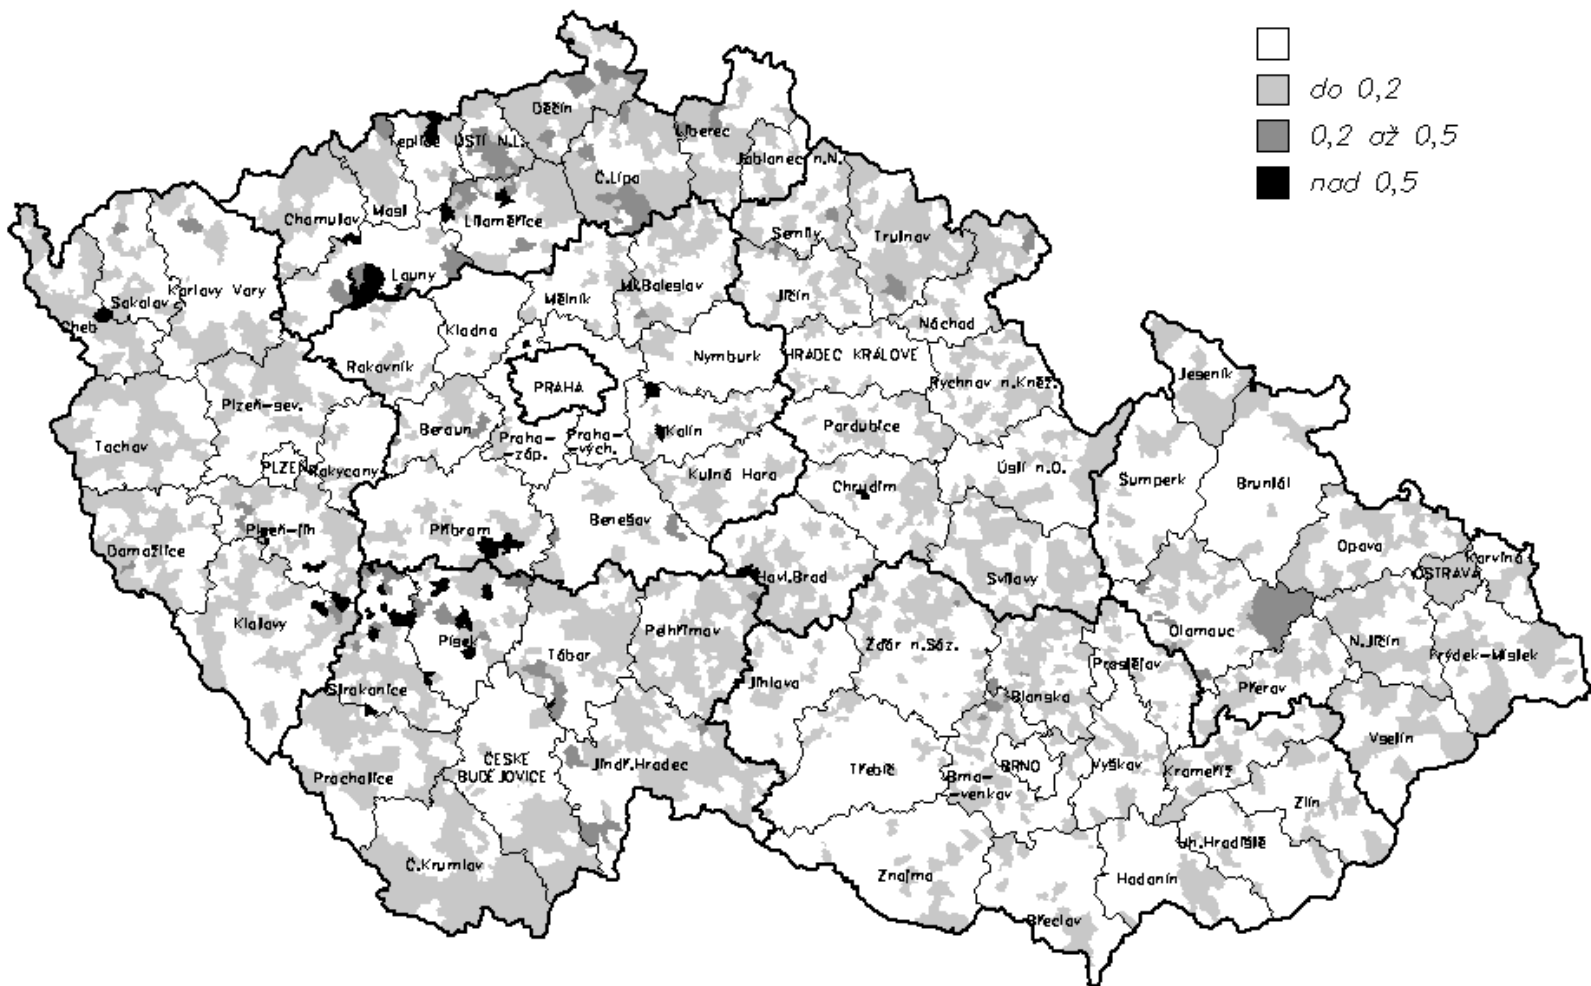 do 0,2
0,2 až 0,5
nad 0,5
Děčín
Teplice
ÚSTÍ N.L.
Liberec
Jablonec n.N.
Č.Lípa
Chomutov
Most
Litoměřice
Semily
Trutnov
Louny
Sokolov
Karlovy Vary
Cheb
Mělník
Ml.Boleslav
Jičín
Náchod
Kladno
Rakovník
Nymburk
HRADEC KRÁLOVÉ
Rychnov n.Kněž.
Jeseník
PRAHA
Plzeň-sev.
Tachov
Beroun
Praha-
záp.
Praha-
vých.
Kolín
Pardubice
PLZEŇ
Rokycany
Kutná Hora
Chrudim
Ústí n.O.
Šumperk
Bruntál
Příbram
Benešov
Plzeň-jih
Domažlice
Havl.Brod
Svitavy
Opava
Karviná
OSTRAVA
Klatovy
Písek
Tábor
Pelhřimov
Žďár n.Sáz.
Olomouc
N.Jičín
Frýdek-Místek
Strakonice
Jihlava
Blansko
Prostějov
Přerov
Prachatice
ČESKÉ
BUDĚJOVICE
Jindř.Hradec
Třebíč
Brno-
-venkov
BRNO
Vyškov
Kroměříž
Vsetín
Zlín
Č.Krumlov
Znojmo
Uh.Hradiště
Hodonín
Břeclav